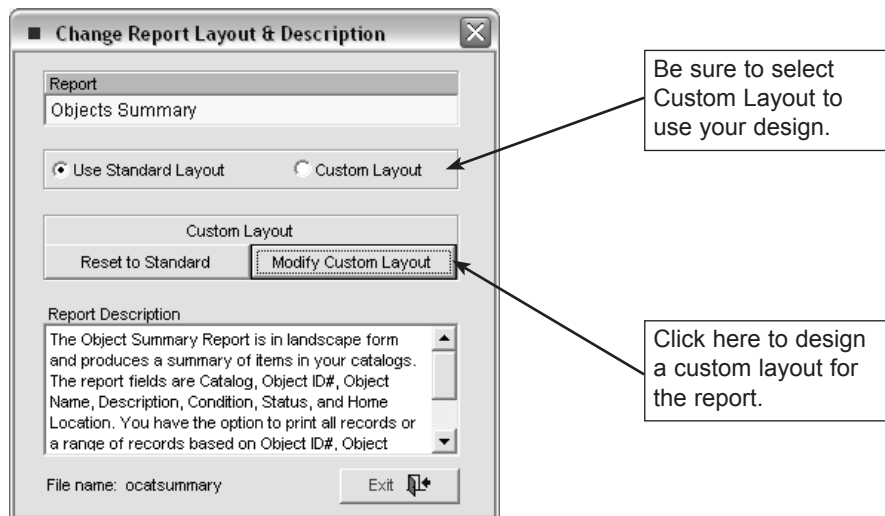 Change Report Layout & Description
Report
Objects Summary
Use Standard Layout Custom Layout
Custom Layout
Reset to Standard Modify Custom Layout
Report Description
The Object Summary Report is in landscape form
and produces a summary of items in your catalogs.
The report fields are Catalog, Object ID#, Object
Name, Description, Condition, Status, and Home
Location. You have the option to print all records or
a range of records based on Object ID#, Object
File name: ocatsummary Exit
Be sure to select
Custom Layout to
use your design.
Click here to design
a custom layout for
the report.